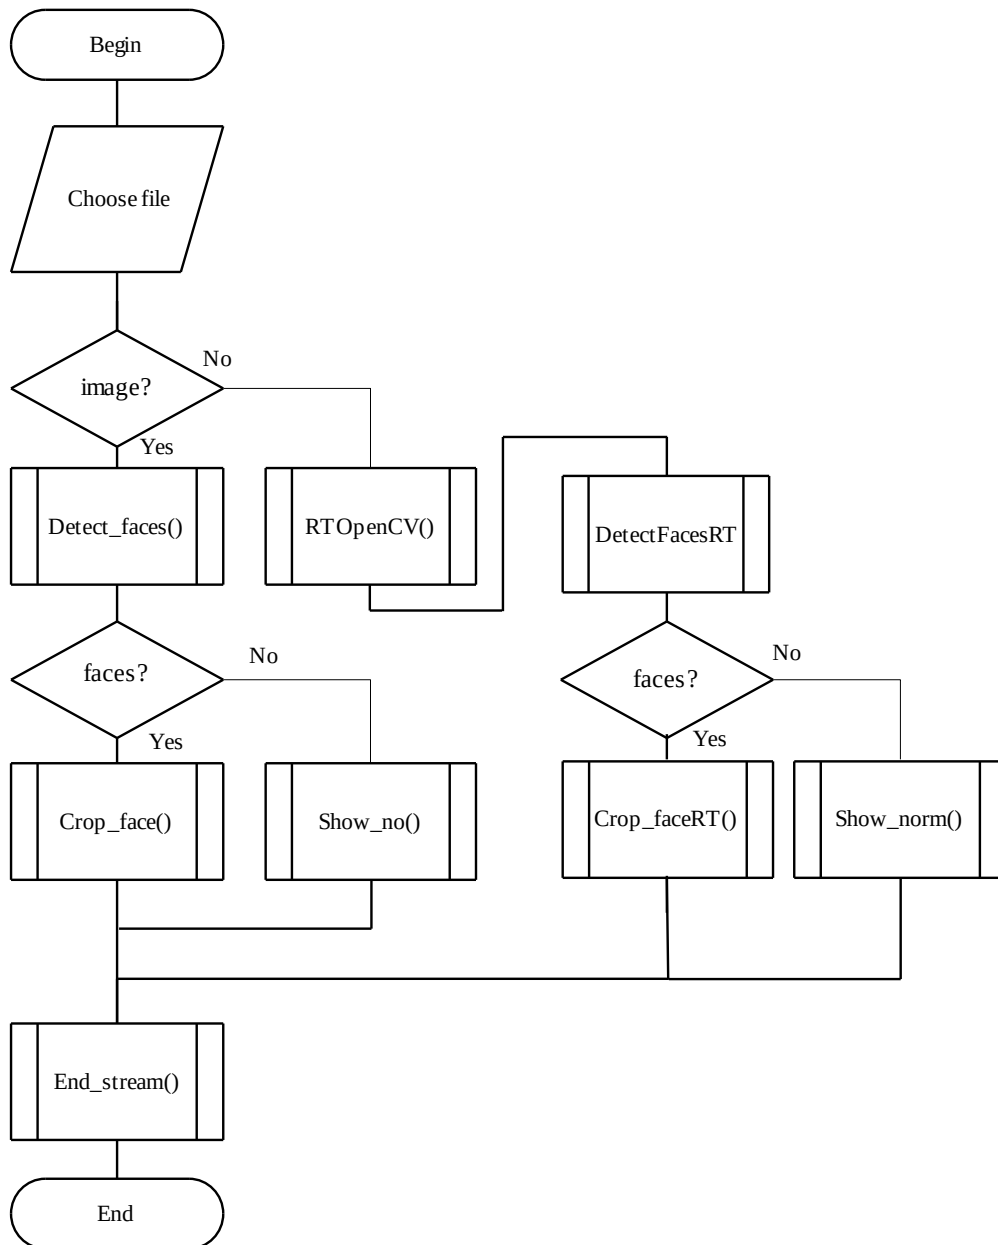 Begin
Choose file
image?
No
Yes
Detect_faces()
RTOpenCV()
DetectFacesRT
faces?
No
Yes
faces?
No
Yes
Crop_face()
Show_no()
Crop_faceRT()
Show_norm()
End_stream()
End